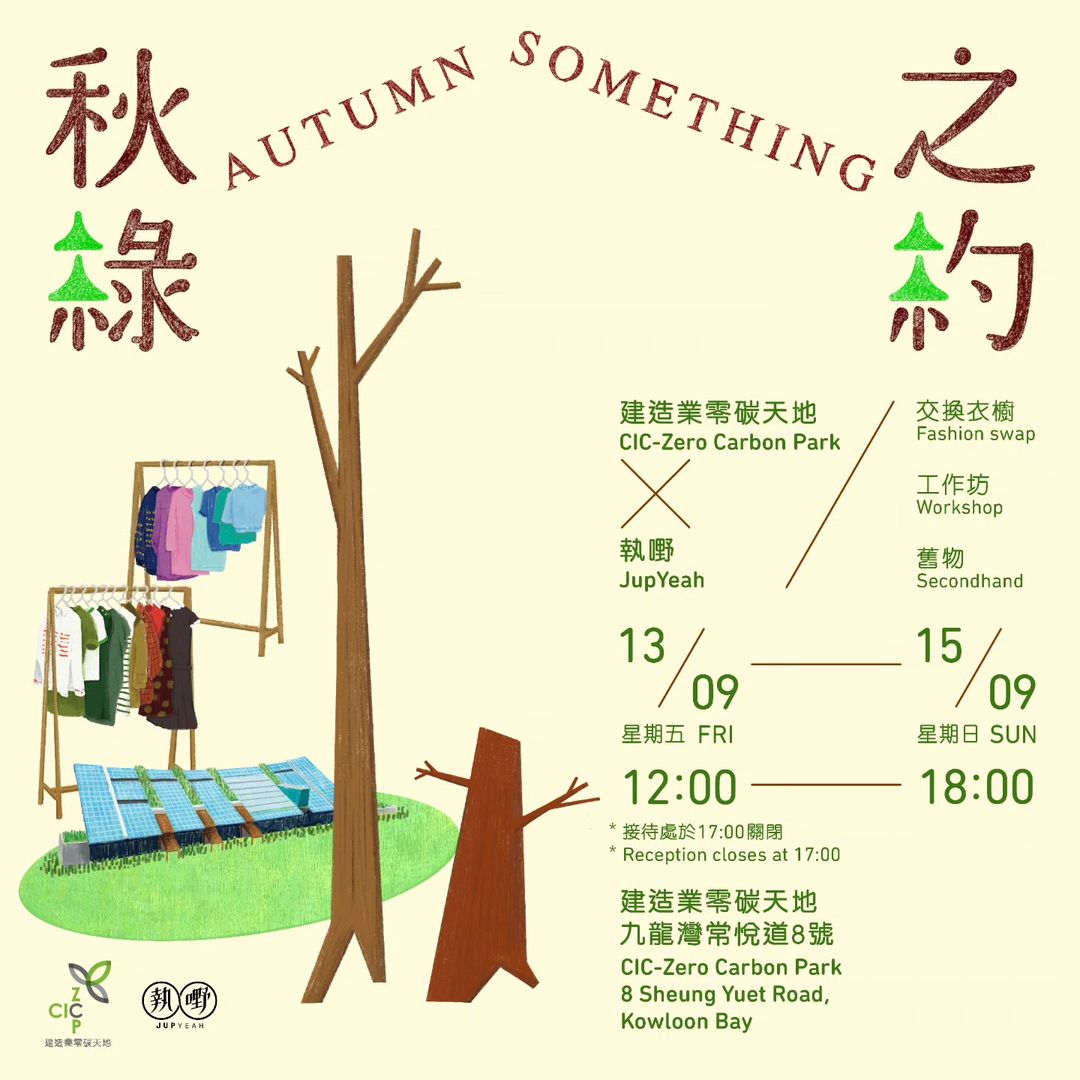 秋綠
AUTUMN SOMETHING
之約
建造業零碳天地
CIC-Zero Carbon Park
執嘢
JupYeah
交換衣櫥
Fashion swap
工作坊
Workshop
舊物
Secondhand
13/09
星期五 FRI
15/09
星期日 SUN
12:00
18:00
* 接待處於17:00關閉
* Reception closes at 17:00
建造業零碳天地
九龍灣常悅道8號
CIC-Zero Carbon Park
8 Sheung Yuet Road,
Kowloon Bay
CIC
ZCP
建造業零碳天地
執嘢
JUPYEAH